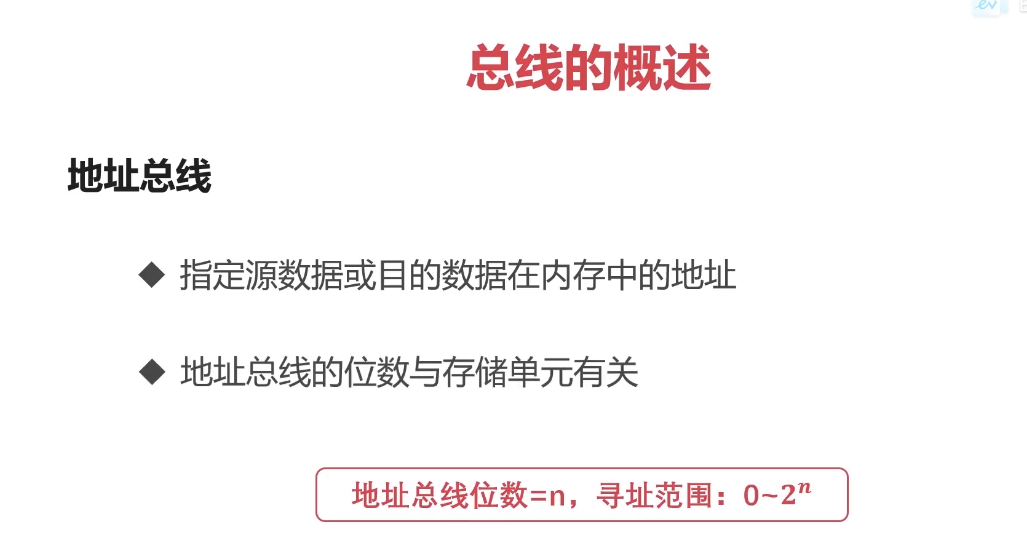 总线的概述
地址总线
◆ 指定源数据或目的数据在内存中的地址
◆ 地址总线的位数与存储单元有关
地址总线位数=n，寻址范围：0~2ⁿ